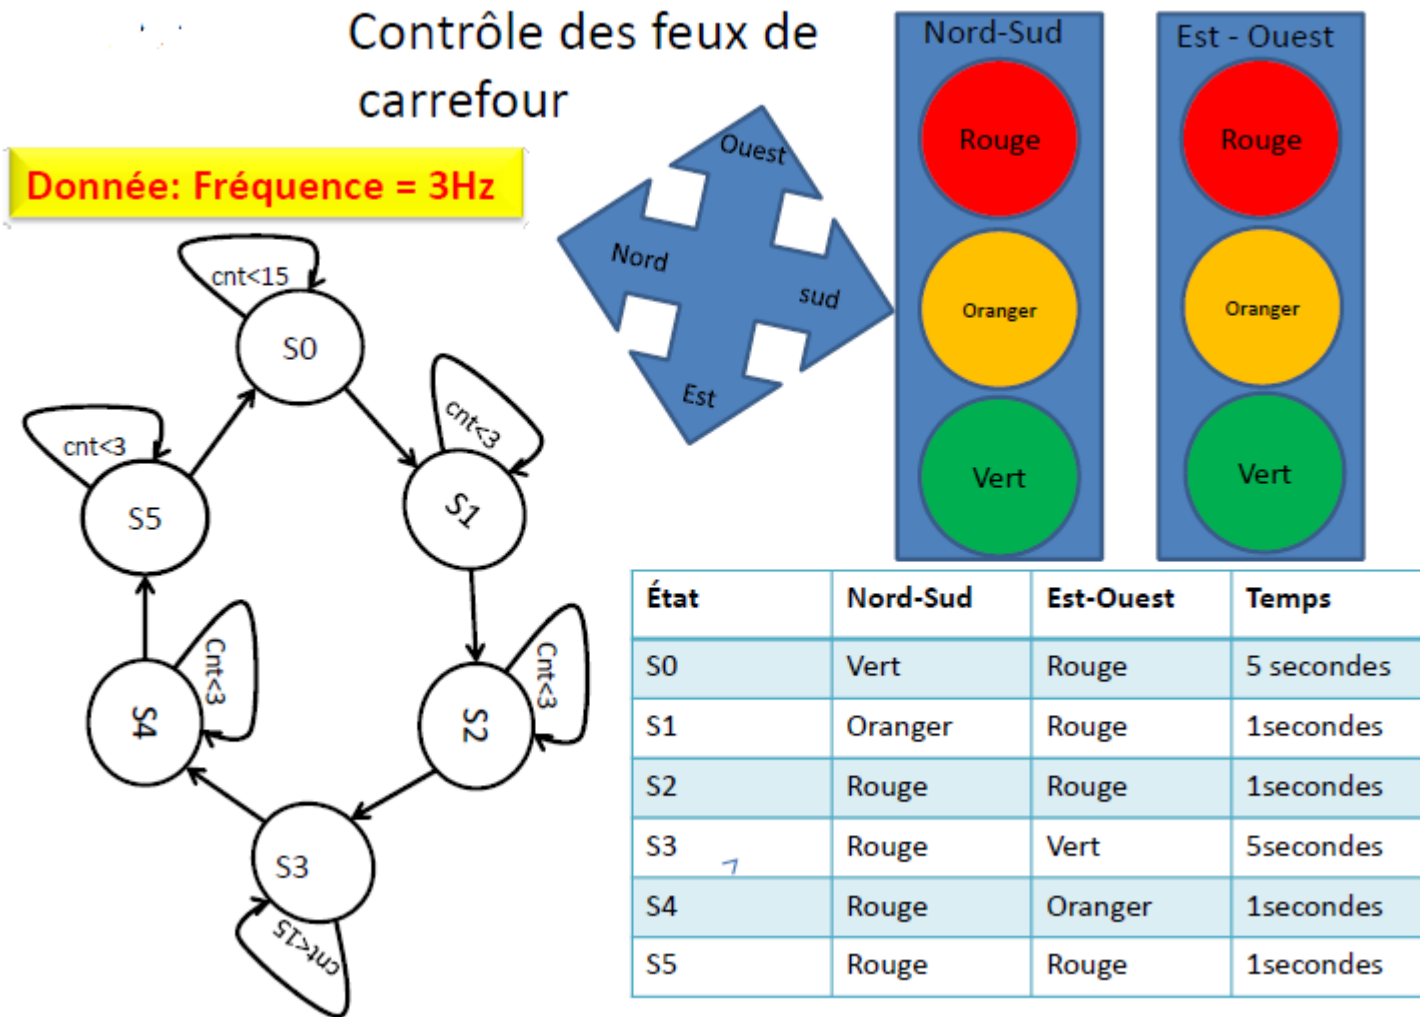 Contrôle des feux de
carrefour
Donnée: Fréquence = 3Hz
Nord-Sud
Rouge
Oranger
Vert
Est - Ouest
Rouge
Oranger
Vert
Ouest
Nord
sud
Est
cnt<15
S0
cnt<3
S1
Cnt<3
S2
cnt<15
S3
Cnt<3
S4
cnt<3
S5
État Nord-Sud Est-Ouest Temps
S0 Vert Rouge 5 secondes
S1 Oranger Rouge 1secondes
S2 Rouge Rouge 1secondes
S3 Rouge Vert 5secondes
S4 Rouge Oranger 1secondes
S5 Rouge Rouge 1secondes